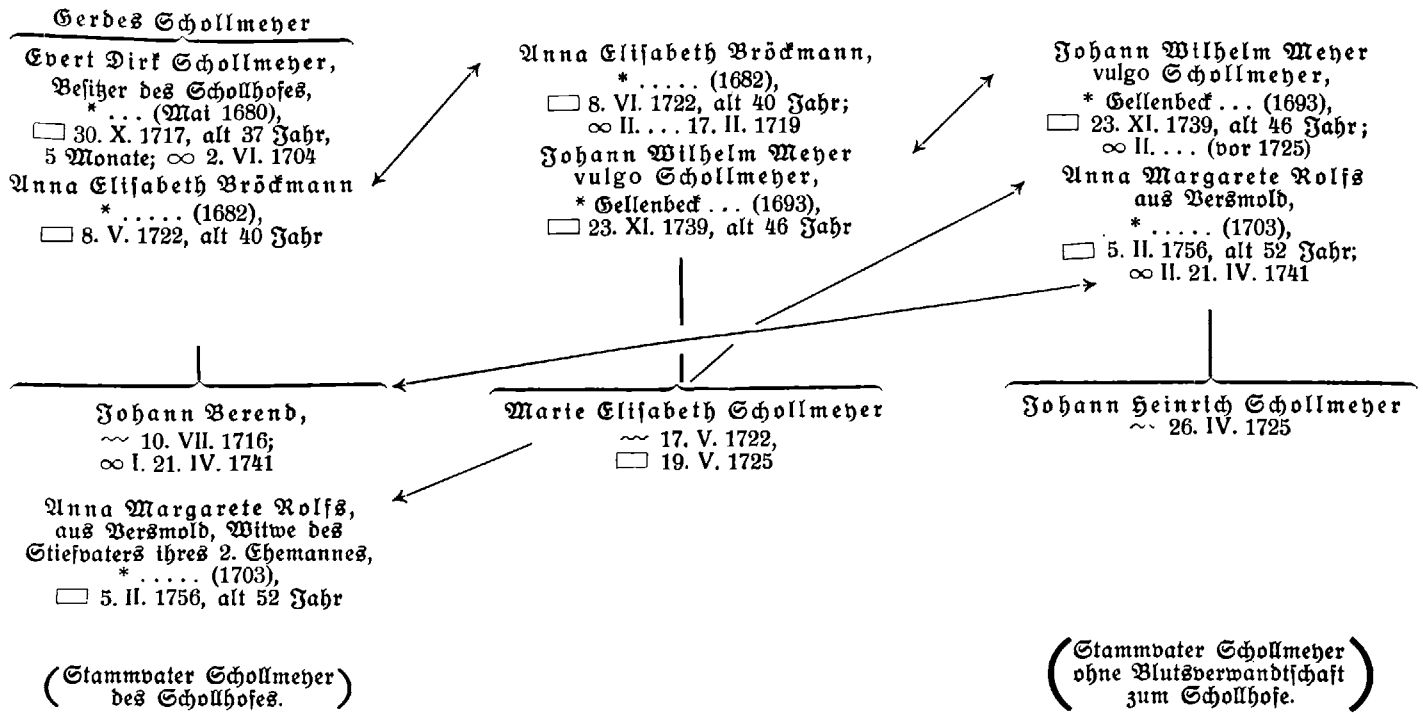 Gerdes Schollmeyer
Evert Dirk Schollmeyer,
Besitzer des Schollhofes,
* ... (Mai 1680),
▭ 30. X. 1717, alt 37 Jahr,
5 Monate; ∞ 2. VI. 1704
Anna Elisabeth Bröckmann
* ..... (1682),
▭ 8. V. 1722, alt 40 Jahr
Anna Elisabeth Bröckmann,
* ..... (1682),
▭ 8. VI. 1722, alt 40 Jahr;
∞ II. ... 17. II. 1719
Johann Wilhelm Meyer
vulgo Schollmeyer,
* Gellenbeck ... (1693),
▭ 23. XI. 1739, alt 46 Jahr
Johann Wilhelm Meyer
vulgo Schollmeyer,
* Gellenbeck ... (1693),
▭ 23. XI. 1739, alt 46 Jahr;
∞ II. ... (vor 1725)
Anna Margarete Rolfs
aus Versmold,
* ..... (1703),
▭ 5. II. 1756, alt 52 Jahr;
∞ II. 21. IV. 1741
Johann Berend,
~ 10. VII. 1716;
∞ I. 21. IV. 1741
Anna Margarete Rolfs,
aus Versmold, Witwe des
Stiefvaters ihres 2. Ehemannes,
* ..... (1703),
▭ 5. II. 1756, alt 52 Jahr
(Stammvater Schollmeyer
des Schollhofes.)
Marie Elisabeth Schollmeyer
~ 17. V. 1722,
▭ 19. V. 1725
Johann Heinrich Schollmeyer
~ 26. IV. 1725
(Stammvater Schollmeyer
ohne Blutsverwandtschaft
zum Schollhofe.)